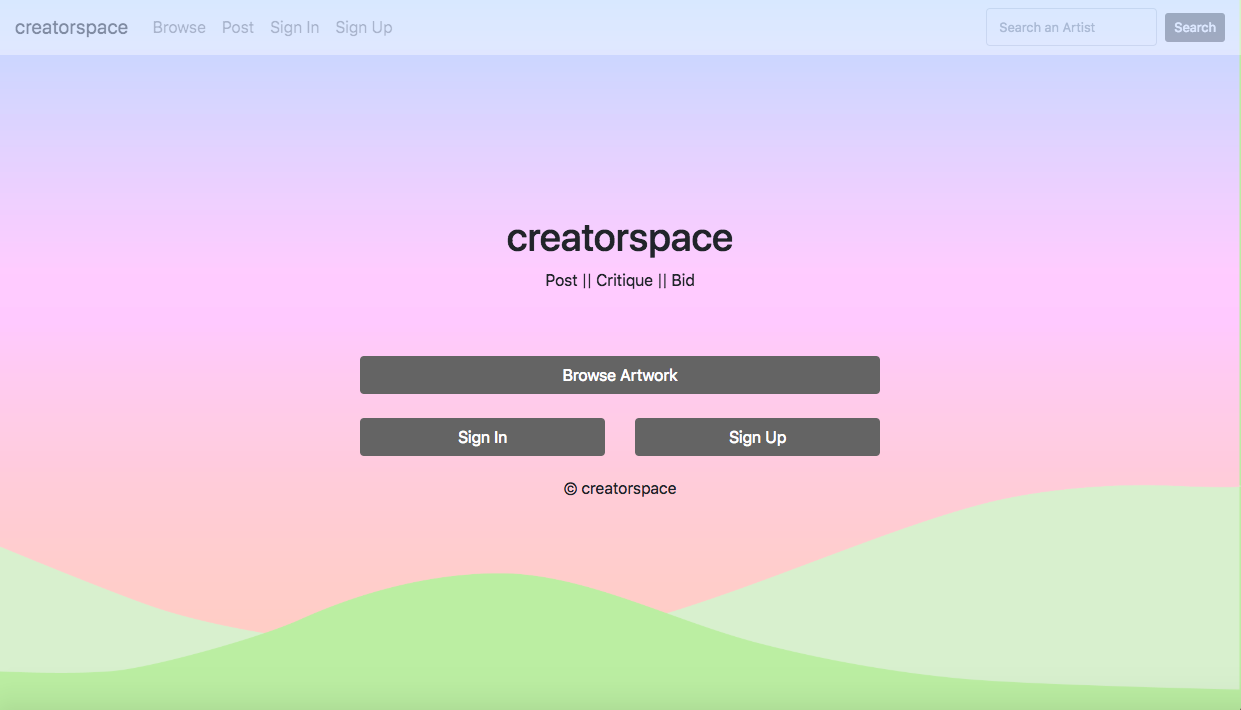 creatorspace Browse Post Sign In Sign Up Search an Artist Search
creatorspace
Post || Critique || Bid
Browse Artwork
Sign In Sign Up
© creatorspace